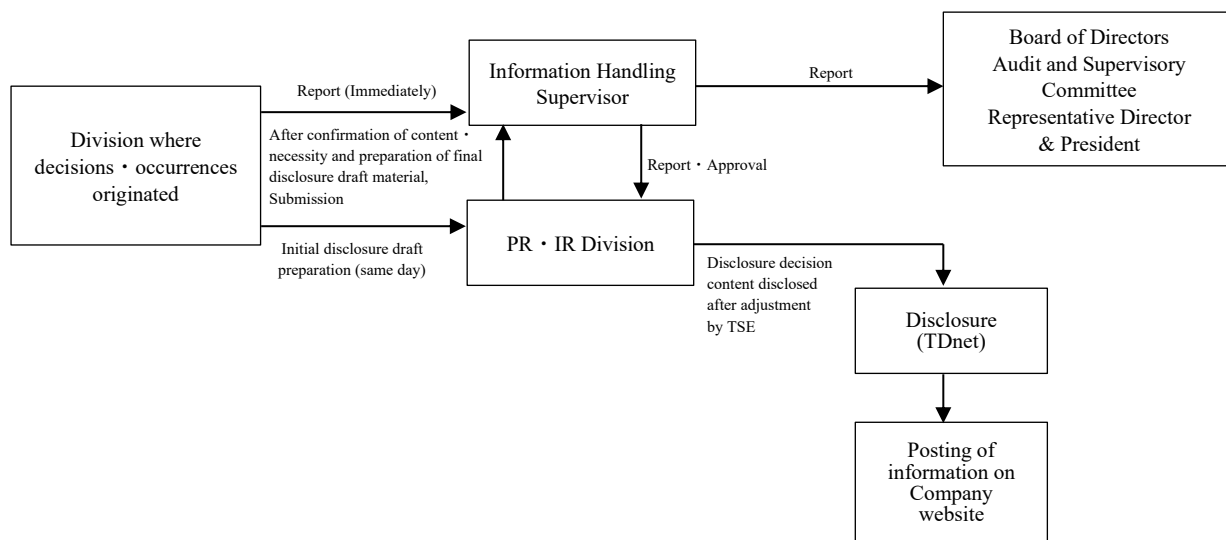 Division where
decisions・occurrences
originated
Report (Immediately)
After confirmation of content・
necessity and preparation of final
disclosure draft material,
Submission
Initial disclosure draft
preparation (same day)
Information Handling
Supervisor
Report・Approval
PR・IR Division
Report
Board of Directors
Audit and Supervisory
Committee
Representative Director
& President
Disclosure decision
content disclosed
after adjustment
by TSE
Disclosure
(TDnet)
Posting of
information on
Company
website